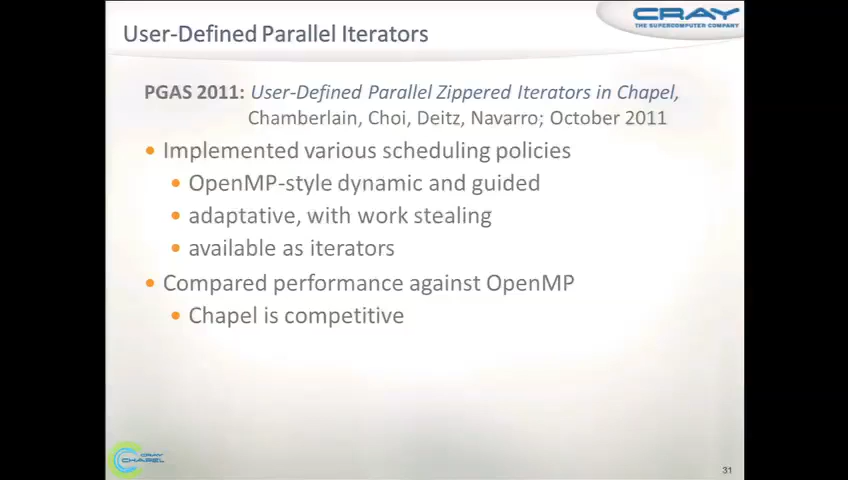 CRAY
THE SUPERCOMPUTER COMPANY
User-Defined Parallel Iterators
PGAS 2011: User-Defined Parallel Zippered Iterators in Chapel,
Chamberlain, Choi, Deitz, Navarro; October 2011
• Implemented various scheduling policies
• OpenMP-style dynamic and guided
• adaptative, with work stealing
• available as iterators
• Compared performance against OpenMP
• Chapel is competitive
CRAY
CHAPEL
31